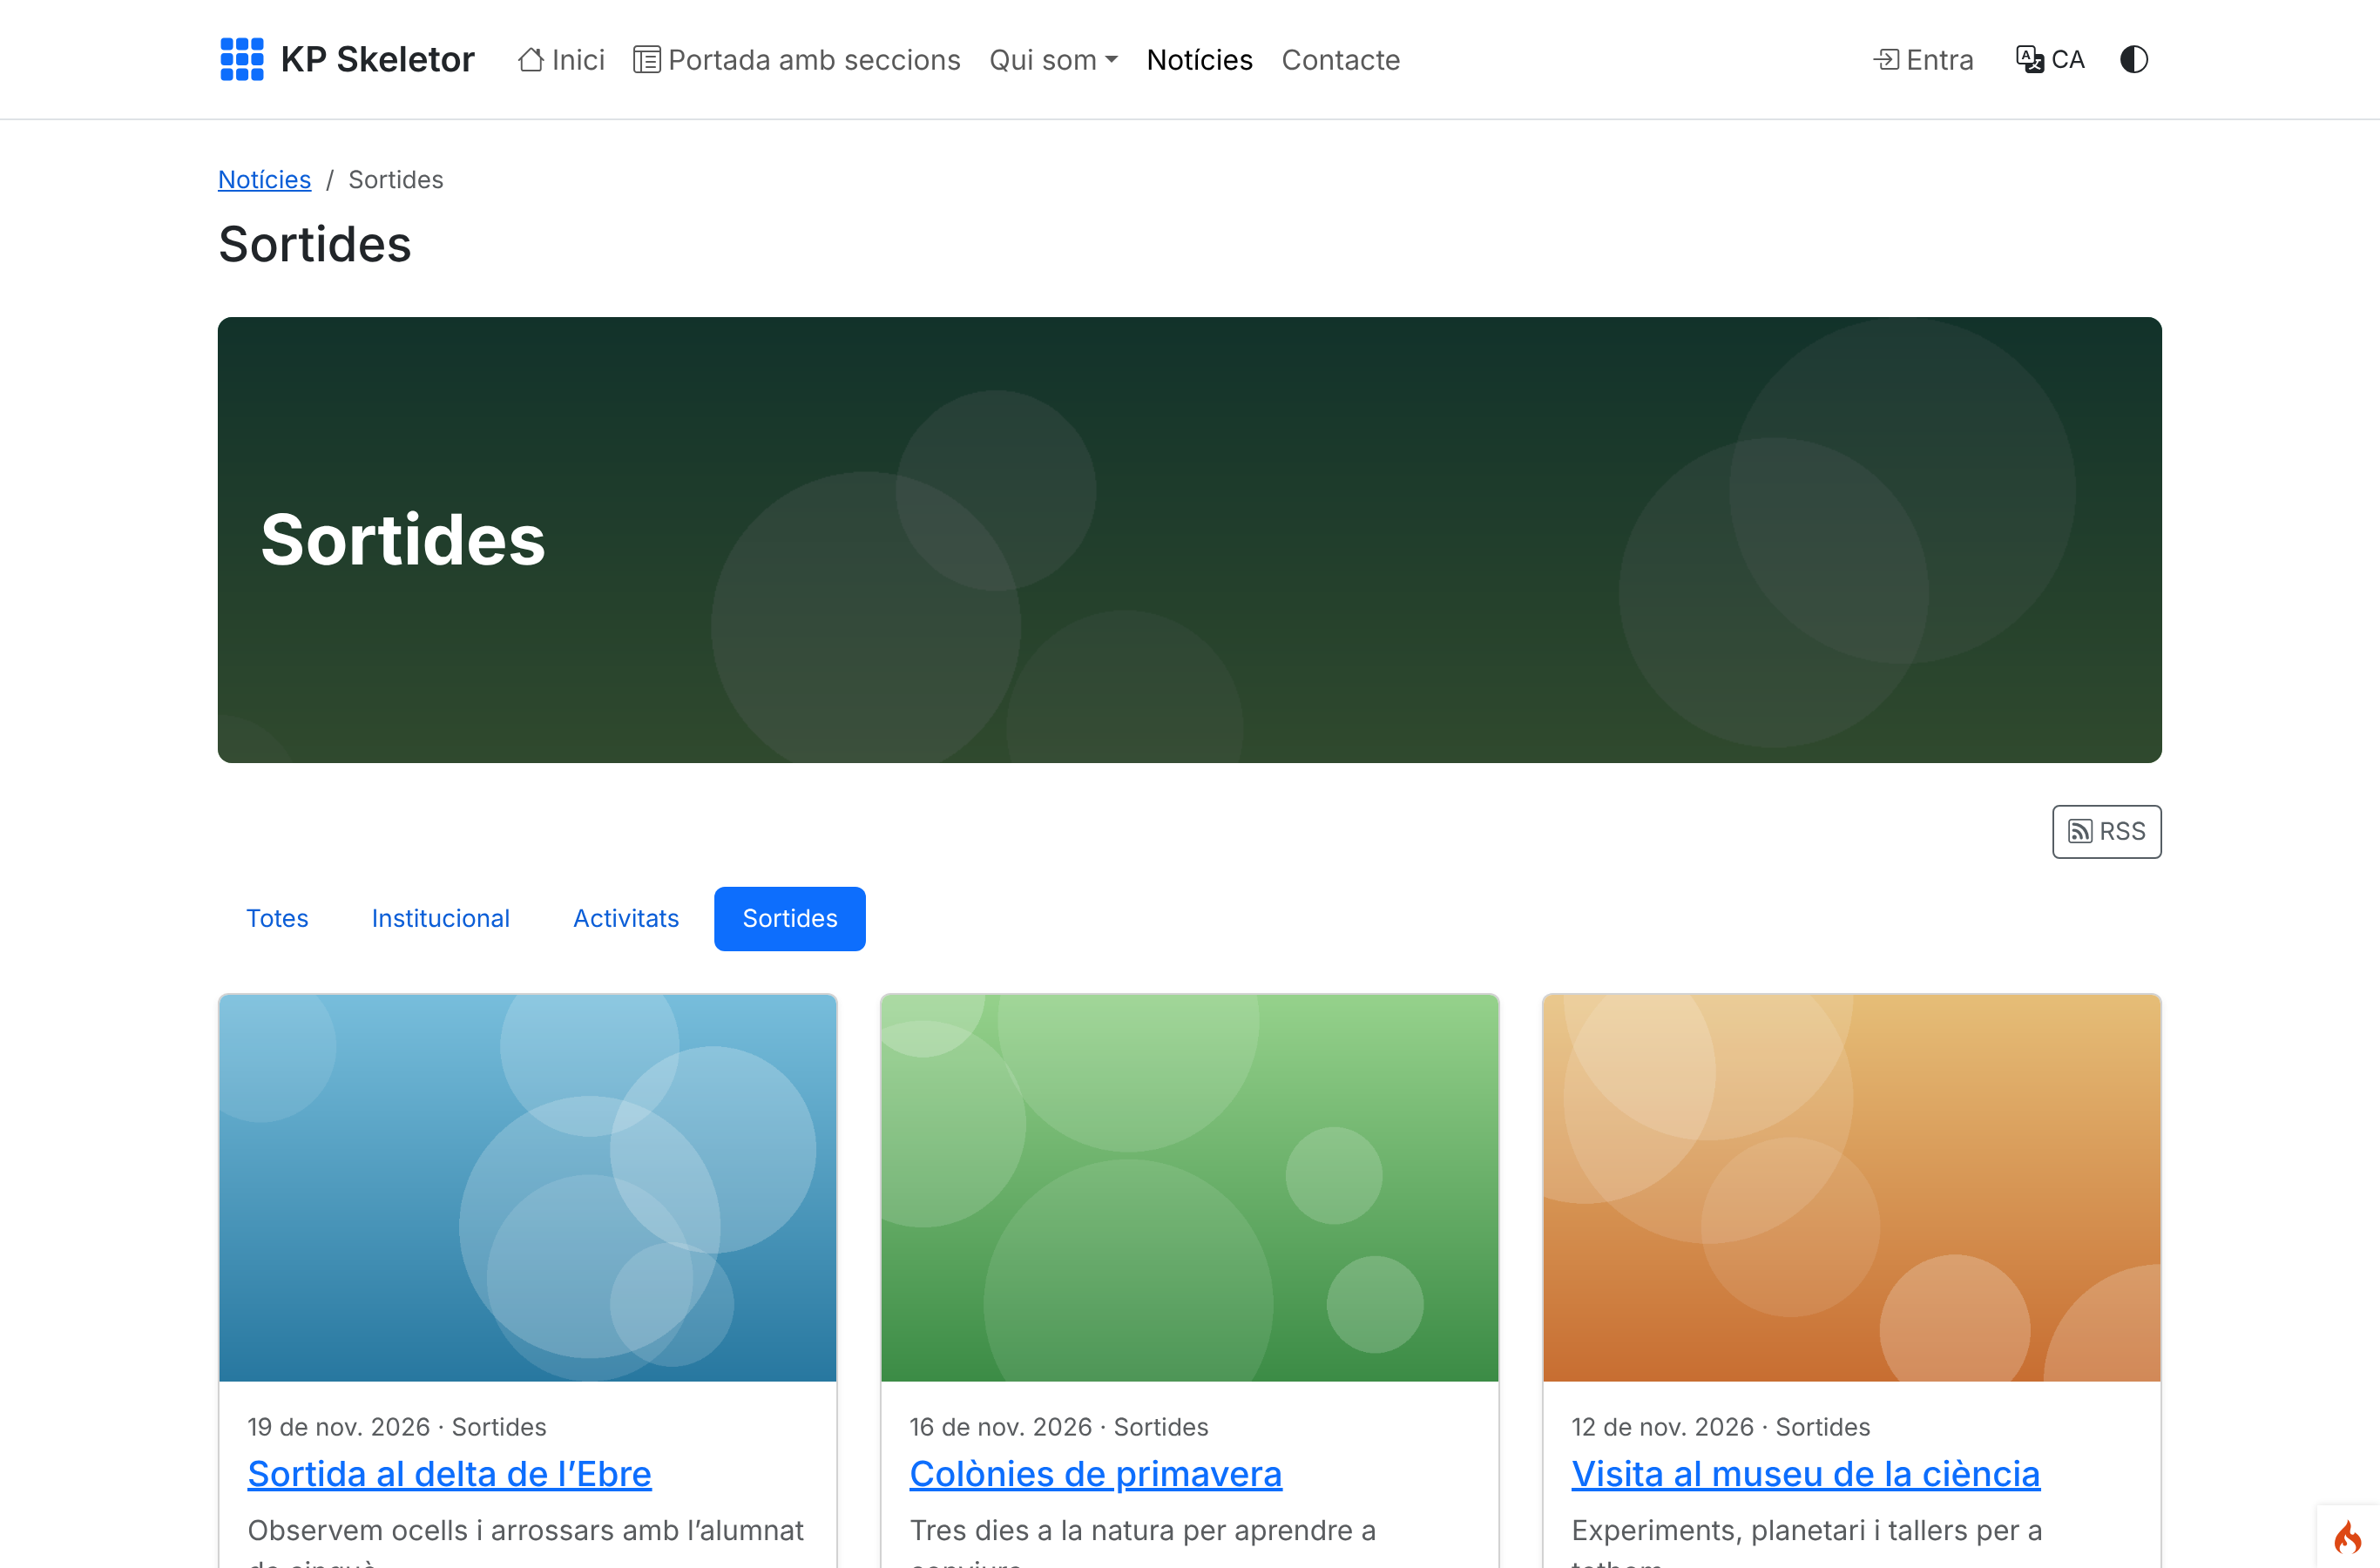 KP Skeletor
Inici
Portada amb seccions
Qui som
Notícies
Contacte
Entra
CA
Notícies / Sortides
Sortides
Sortides
RSS
Totes
Institucional
Activitats
Sortides
19 de nov. 2026 · Sortides
Sortida al delta de l’Ebre
Observem ocells i arrossars amb l’alumnat
16 de nov. 2026 · Sortides
Colònies de primavera
Tres dies a la natura per aprendre a
12 de nov. 2026 · Sortides
Visita al museu de la ciència
Experiments, planetari i tallers per a